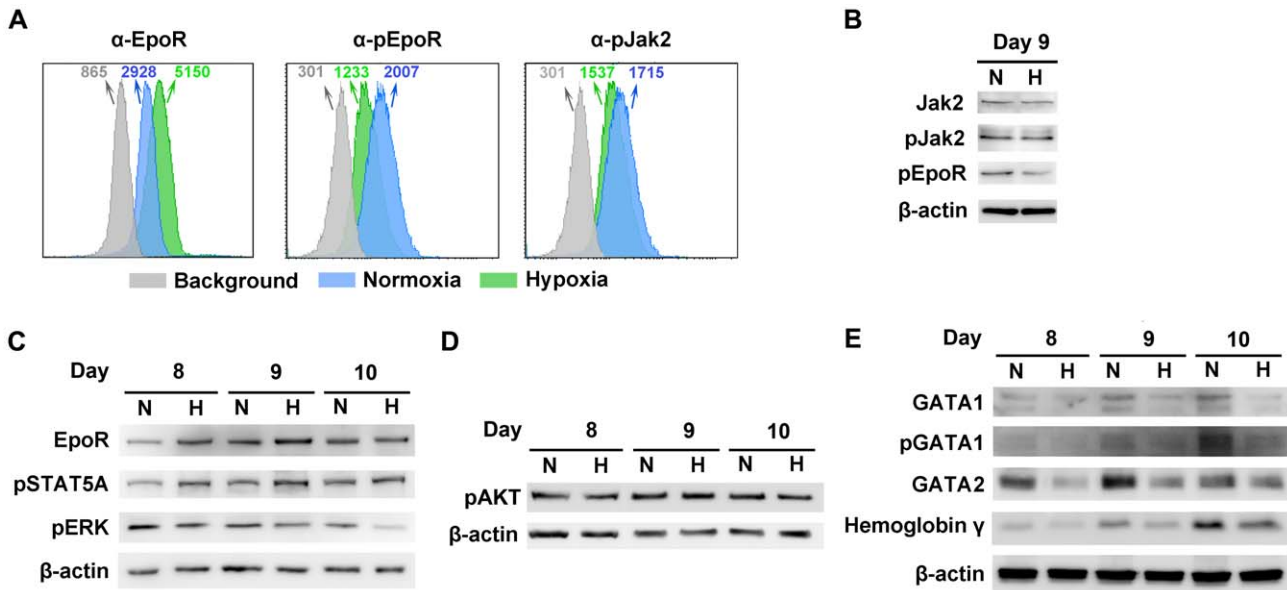 A
α-EpoR
α-pEpoR
α-pJak2
865 2928 5150
301 1233 2007
301 1537 1715
Background Normoxia Hypoxia
B
Day 9
N H
Jak2
pJak2
pEpoR
β-actin
C
Day 8 9 10
N H N H N H
EpoR
pSTAT5A
pERK
β-actin
D
Day 8 9 10
N H N H N H
pAKT
β-actin
E
Day 8 9 10
N H N H N H
GATA1
pGATA1
GATA2
Hemoglobin γ
β-actin